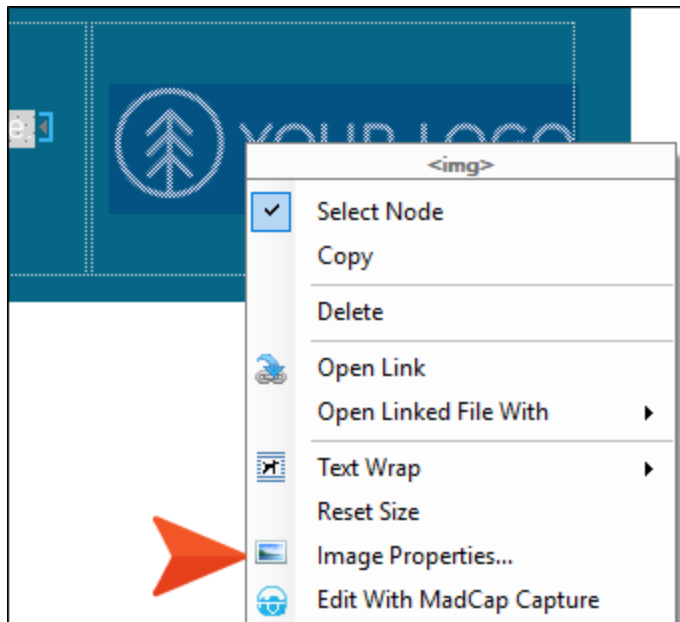 e
YOUR LOGO
<img>
Select Node
Copy
Delete
Open Link
Open Linked File With
Text Wrap
Reset Size
Image Properties...
Edit With MadCap Capture